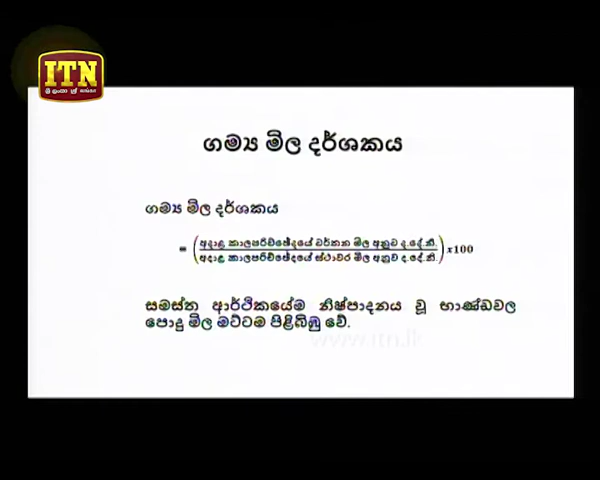 ITN
ශ්‍රී ලංකා අප් නොවැ
ගම්‍ය මිල දර්ශකය
ගම්‍ය මිල දර්ශකය
= (අදාළ කාලපරිච්ඡේදයේ වර්තන මිල අනුව ද.දේ.නි. / අදාළ කාලපරිච්ඡේදයේ ස්ථාවර මිල අනුව ද.දේ.නි.) x100
සමස්ත ආර්ථිකයේම නිෂ්පාදනය වූ භාණ්ඩවල
පොදු මිල මට්ටම පිළිබිඹු වේ.
www.itn.lk